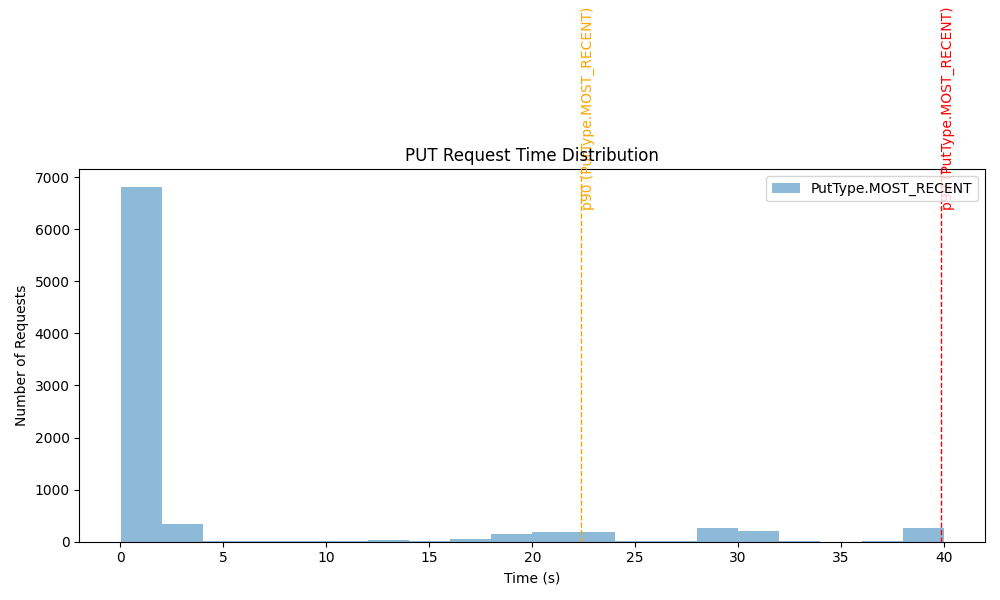 p90 (PutType.MOST_RECENT)
PUT Request Time Distribution
PutType.MOST_RECENT
Number of Requests
7000
6000
5000
4000
3000
2000
1000
0
0
5
10
15
20
25
30
35
40
Time (s)
(PutType.MOST_RECENT)